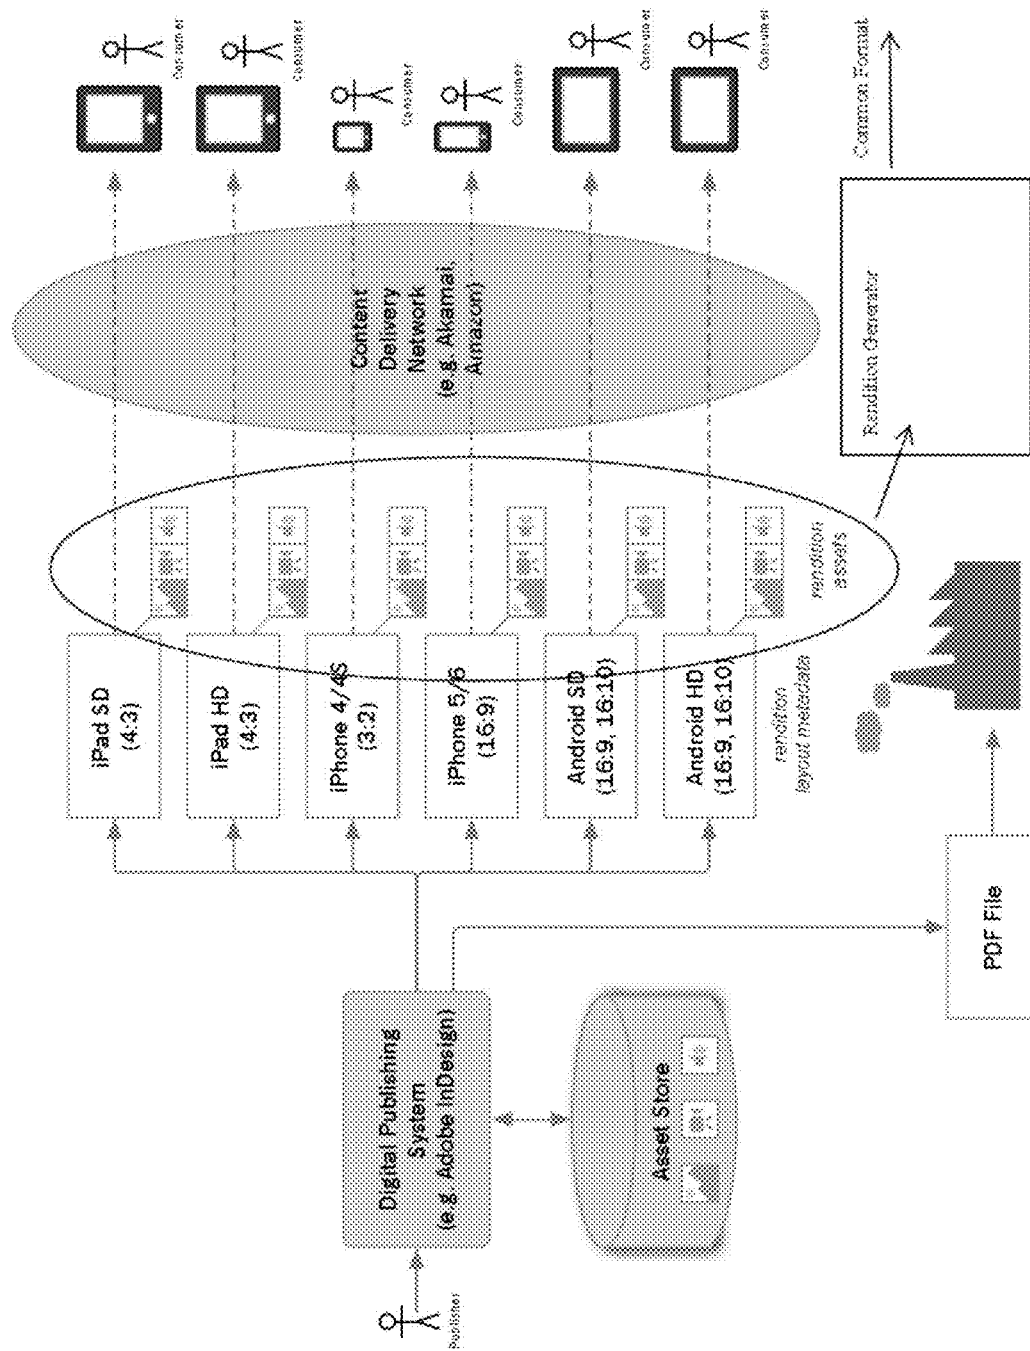 Publisher
Digital Publishing
System
(e.g. Adobe InDesign)
Asset Store
PDF File
iPad SD
(4:3)
iPad HD
(4:3)
iPhone 4/4S
(3:2)
iPhone 5/6
(16:9)
Android SD
(16:9, 16:10)
Android HD
(16:9, 16:10)
rendition
layout metadata
rendition
assets
Content
Delivery
Network
(e.g. Akamai,
Amazon)
Rendition Generator
Common Format
Consumer
Consumer
Consumer
Consumer
Consumer
Consumer